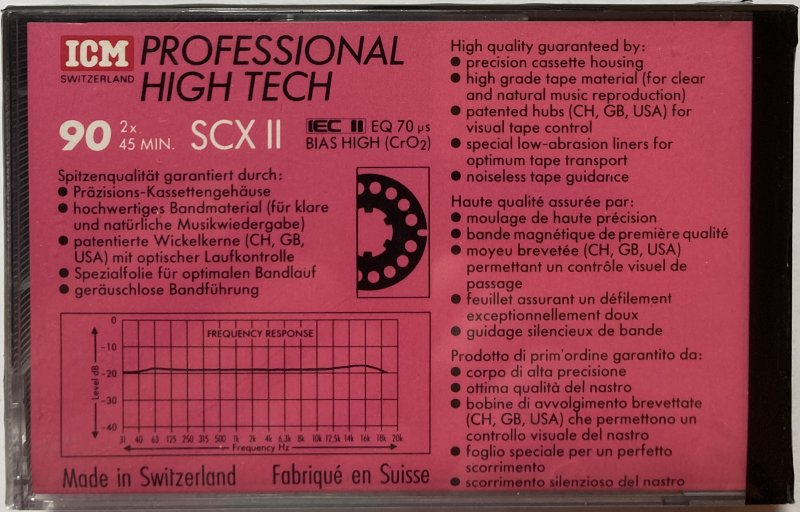 ICM
SWITZERLAND
PROFESSIONAL
HIGH TECH
90 2x
45 MIN.
SCX II
IEC II EQ 70 µs
BIAS HIGH (CrO2)
Spitzenqualität garantiert durch:
● Präzisions-Kassettengehäuse
● hochwertiges Bandmaterial (für klare
und natürliche Musikwiedergabe)
● patentierte Wickelkerne (CH, GB,
USA) mit optischer Laufkontrolle
● Spezialfolie für optimalen Bandlauf
● geräuschlose Bandführung
FREQUENCY RESPONSE
Level dB
0
-10
-20
-30
-40
31 40 63 125 250 315 500 1k 2k 4k 6,3k 8k 10k 12,5k 14k 16k 18k 20k
Frequency Hz
Made in Switzerland Fabriqué en Suisse
High quality guaranteed by:
● precision cassette housing
● high grade tape material (for clear
and natural music reproduction)
● patented hubs (CH, GB, USA) for
visual tape control
● special low-abrasion liners for
optimum tape transport
● noiseless tape guidance
Haute qualité assurée par:
● moulage de haute précision
● bande magnétique de première qualité
● moyeu brevetée (CH, GB, USA)
permettant un contrôle visuel de
passage
● feuillet assurant un défilement
exceptionnellement doux
● guidage silencieux de bande
Prodotto di prim'ordine garantito da:
● corpo di alta precisione
● ottima qualità del nastro
● bobine di avvolgimento brevettate
(CH, GB, USA) che permettono un
controllo visuale del nastro
● foglio speciale per un perfetto
scorrimento
● scorrimento silenzioso del nastro